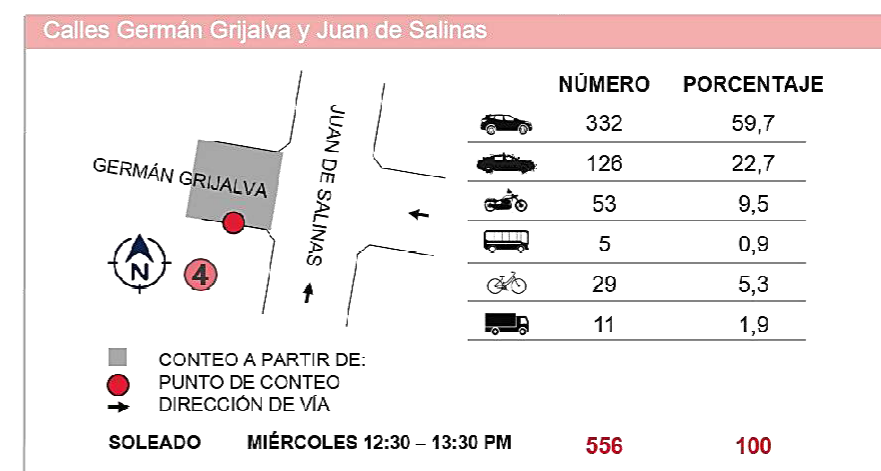 Calles Germán Grijalva y Juan de Salinas
NÚMERO PORCENTAJE
332 59,7
126 22,7
53 9,5
5 0,9
29 5,3
11 1,9
GERMÁN GRIJALVA
JUAN DE SALINAS
N
4
CONTEO A PARTIR DE:
PUNTO DE CONTEO
DIRECCIÓN DE VÍA
SOLEADO MIÉRCOLES 12:30 – 13:30 PM 556 100